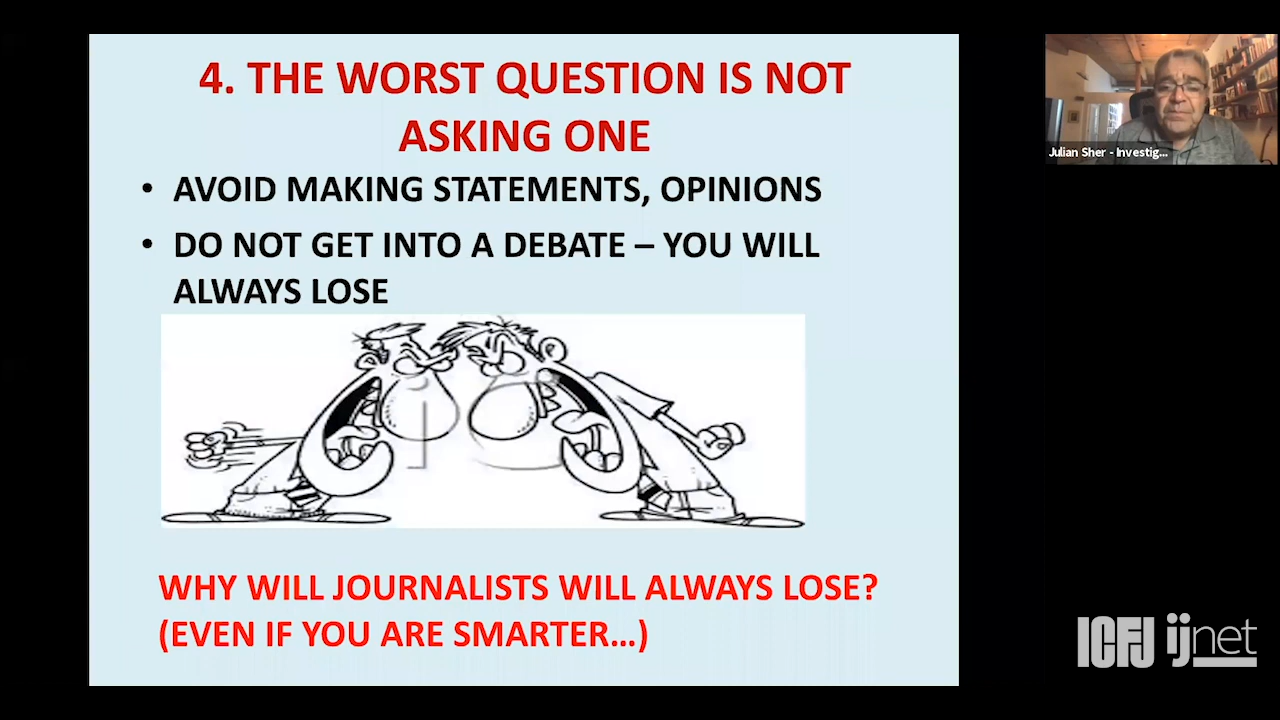 4. THE WORST QUESTION IS NOT
ASKING ONE
• AVOID MAKING STATEMENTS, OPINIONS
• DO NOT GET INTO A DEBATE – YOU WILL
ALWAYS LOSE
WHY WILL JOURNALISTS WILL ALWAYS LOSE?
(EVEN IF YOU ARE SMARTER...)
Julian Sher - Investig...
ICFJ ijnet